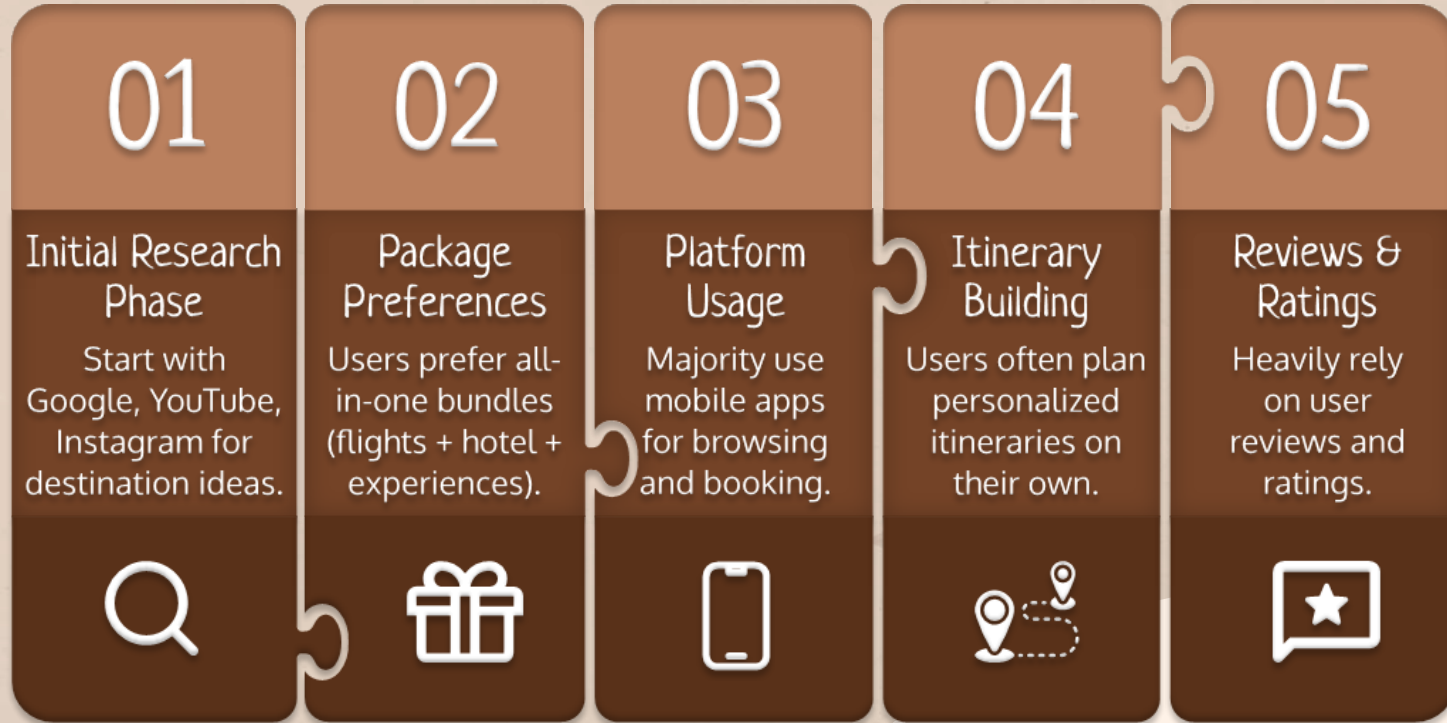 01
Initial Research
Phase
Start with
Google, YouTube,
Instagram for
destination ideas.
02
Package
Preferences
Users prefer all-
in-one bundles
(flights + hotel +
experiences).
03
Platform
Usage
Majority use
mobile apps
for browsing
and booking.
04
Itinerary
Building
Users often plan
personalized
itineraries on
their own.
05
Reviews &
Ratings
Heavily rely
on user
reviews and
ratings.